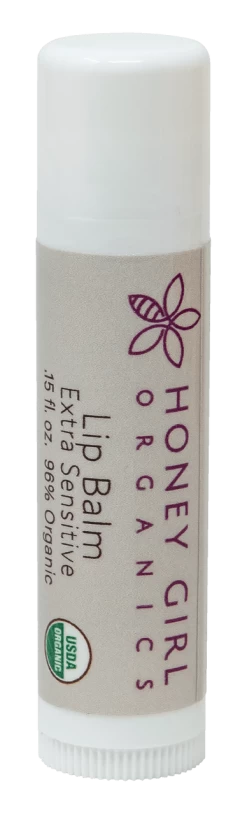 HONEY GIRL
ORGANICS
Lip Balm
Extra Sensitive
.15 fl. oz. 96% Organic
USDA
ORGANIC